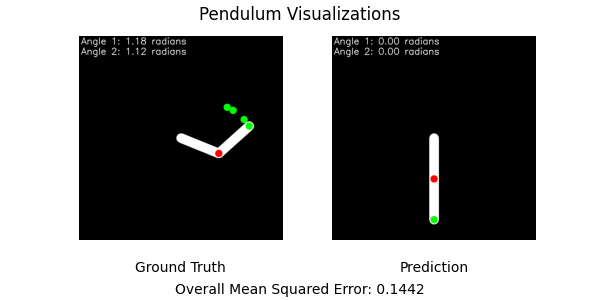 Pendulum Visualizations
Angle 1: 1.18 radians
Angle 2: 1.12 radians
Angle 1: 0.00 radians
Angle 2: 0.00 radians
Ground Truth
Prediction
Overall Mean Squared Error: 0.1442